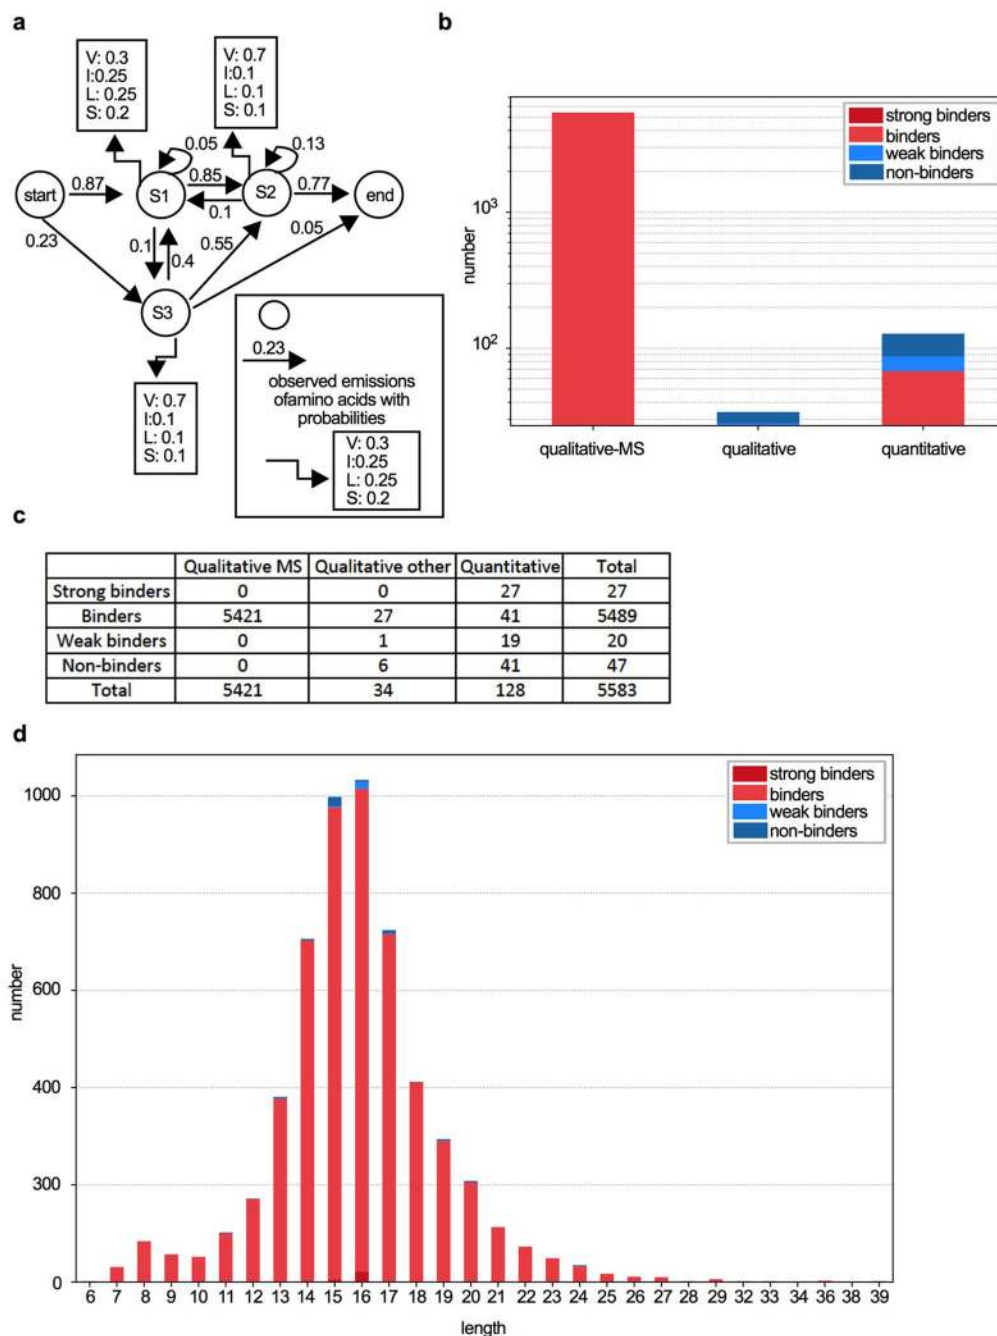 a
V: 0.3
I:0.25
L: 0.25
S: 0.2
V: 0.7
I:0.1
L: 0.1
S: 0.1
0.05
0.13
start
0.87
S1
0.85
S2
0.77
end
0.1
0.23
0.1
0.4
0.55
0.05
S3
V: 0.7
I:0.1
L: 0.1
S: 0.1
0.23
observed emissions
ofamino acids with
probabilities
V: 0.3
I:0.25
L: 0.25
S: 0.2
b
strong binders
binders
weak binders
non-binders
number
10³
10²
qualitative-MS qualitative quantitative
c
Qualitative MS Qualitative other Quantitative Total
Strong binders 0 0 27 27
Binders 5421 27 41 5489
Weak binders 0 1 19 20
Non-binders 0 6 41 47
Total 5421 34 128 5583
d
strong binders
binders
weak binders
non-binders
number
1000
800
600
400
300
0
6 7 8 9 10 11 12 13 14 15 16 17 18 19 20 21 22 23 24 25 26 27 28 29 32 33 34 36 38 39
length